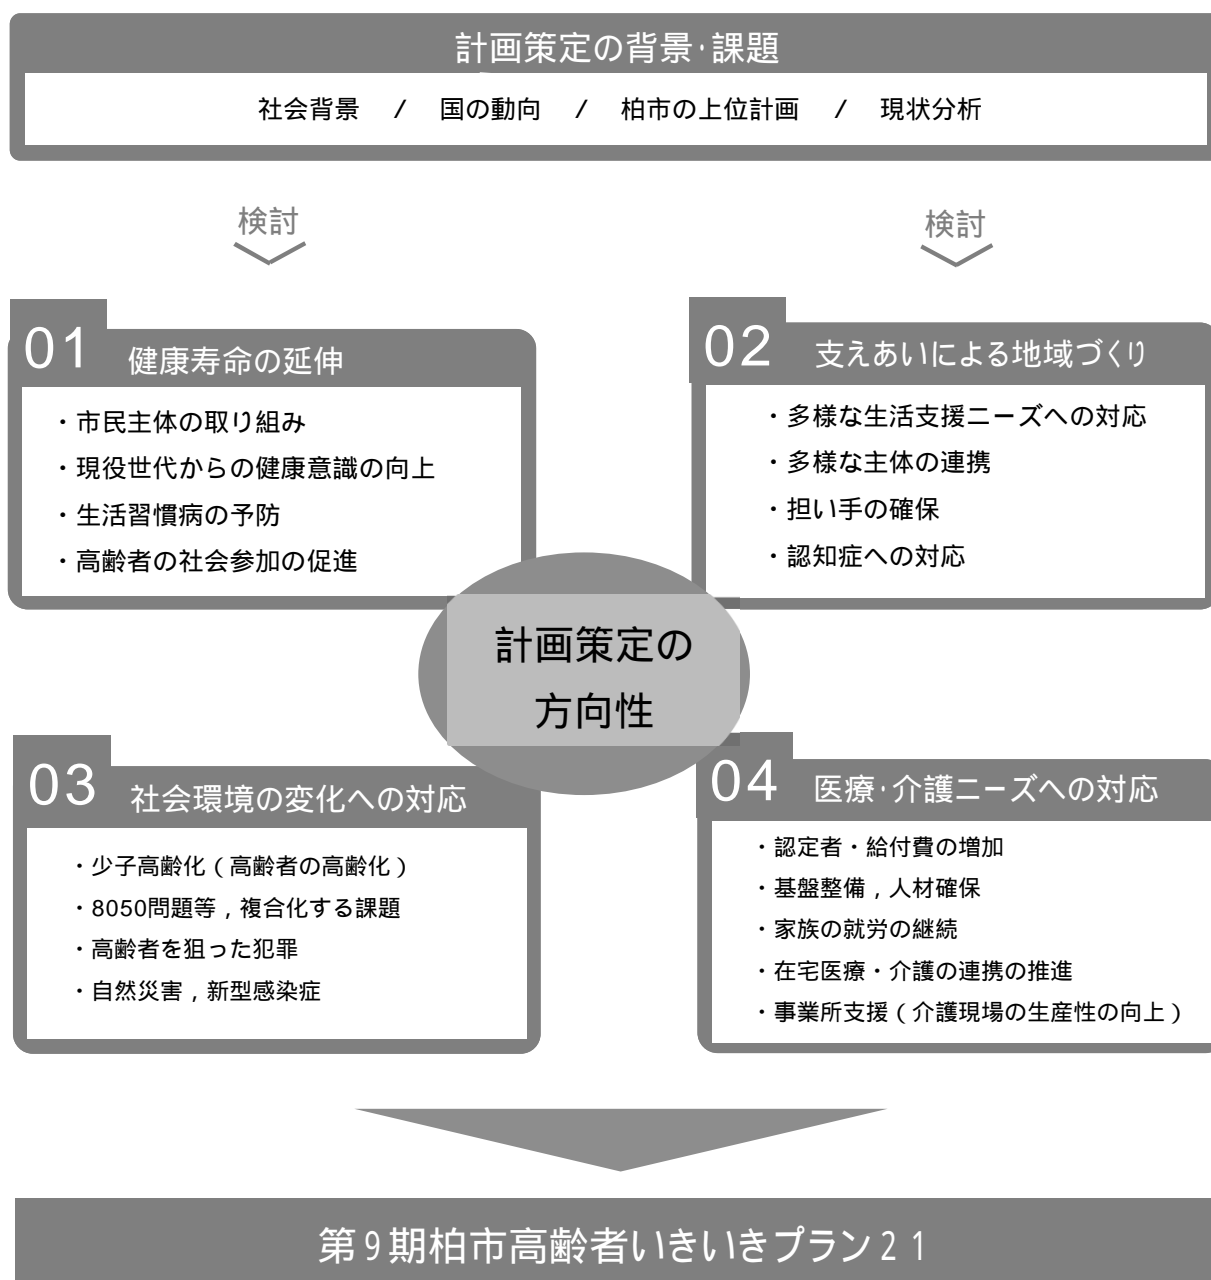 計画策定の背景･課題
社会背景 / 国の動向 / 柏市の上位計画 / 現状分析
検討
検討
01 健康寿命の延伸
・市民主体の取り組み
・現役世代からの健康意識の向上
・生活習慣病の予防
・高齢者の社会参加の促進
02 支えあいによる地域づくり
・多様な生活支援ニーズへの対応
・多様な主体の連携
・担い手の確保
・認知症への対応
計画策定の
方向性
03 社会環境の変化への対応
・少子高齢化（高齢者の高齢化）
・8050問題等，複合化する課題
・高齢者を狙った犯罪
・自然災害，新型感染症
04 医療･介護ニーズへの対応
・認定者・給付費の増加
・基盤整備，人材確保
・家族の就労の継続
・在宅医療・介護の連携の推進
・事業所支援（介護現場の生産性の向上）
第９期柏市高齢者いきいきプラン２１